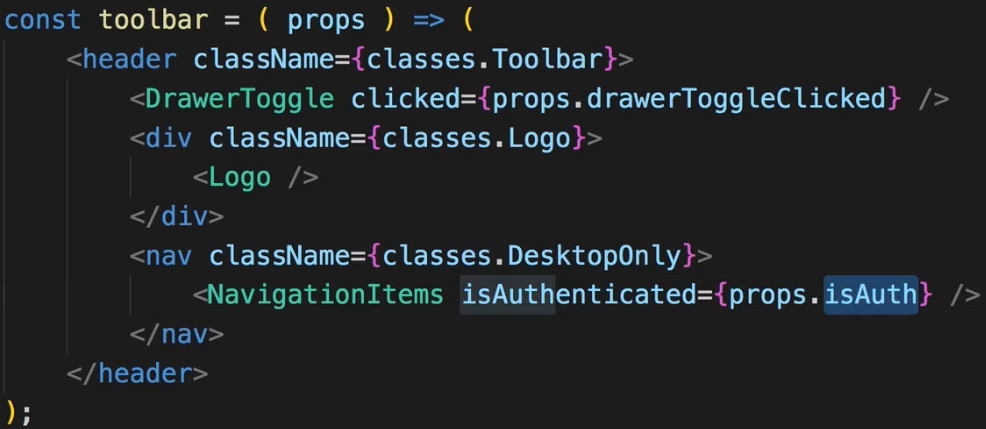 const toolbar = ( props ) => (
    <header className={classes.Toolbar}>
        <DrawerToggle clicked={props.drawerToggleClicked} />
        <div className={classes.Logo}>
            <Logo />
        </div>
        <nav className={classes.DesktopOnly}>
            <NavigationItems isAuthenticated={props.isAuth} />
        </nav>
    </header>
);